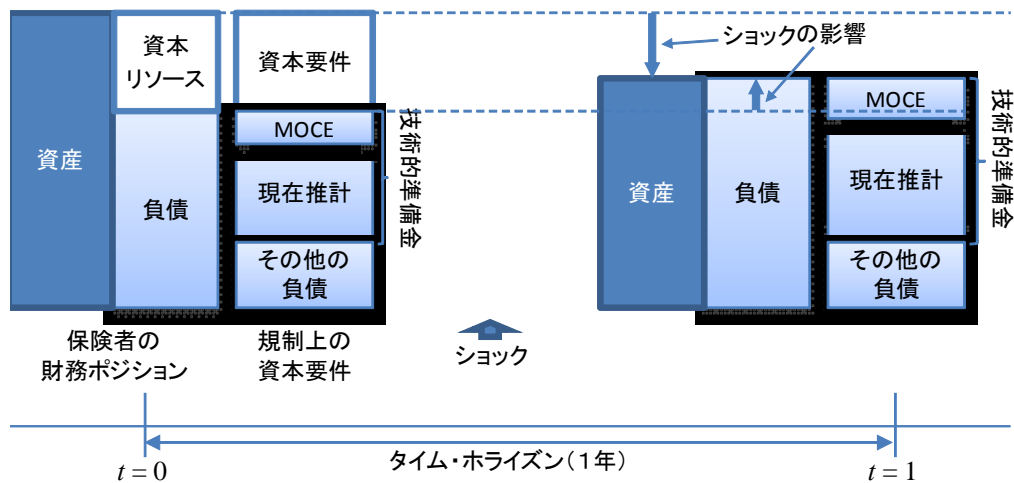 資産
資本
リソース
負債
資本要件
MOCE
現在推計
その他の
負債
技術的準備金
保険者の
財務ポジション
規制上の
資本要件
ショック
ショックの影響
資産
負債
MOCE
現在推計
その他の
負債
技術的準備金
タイム・ホライズン（１年）
t = 0
t = 1